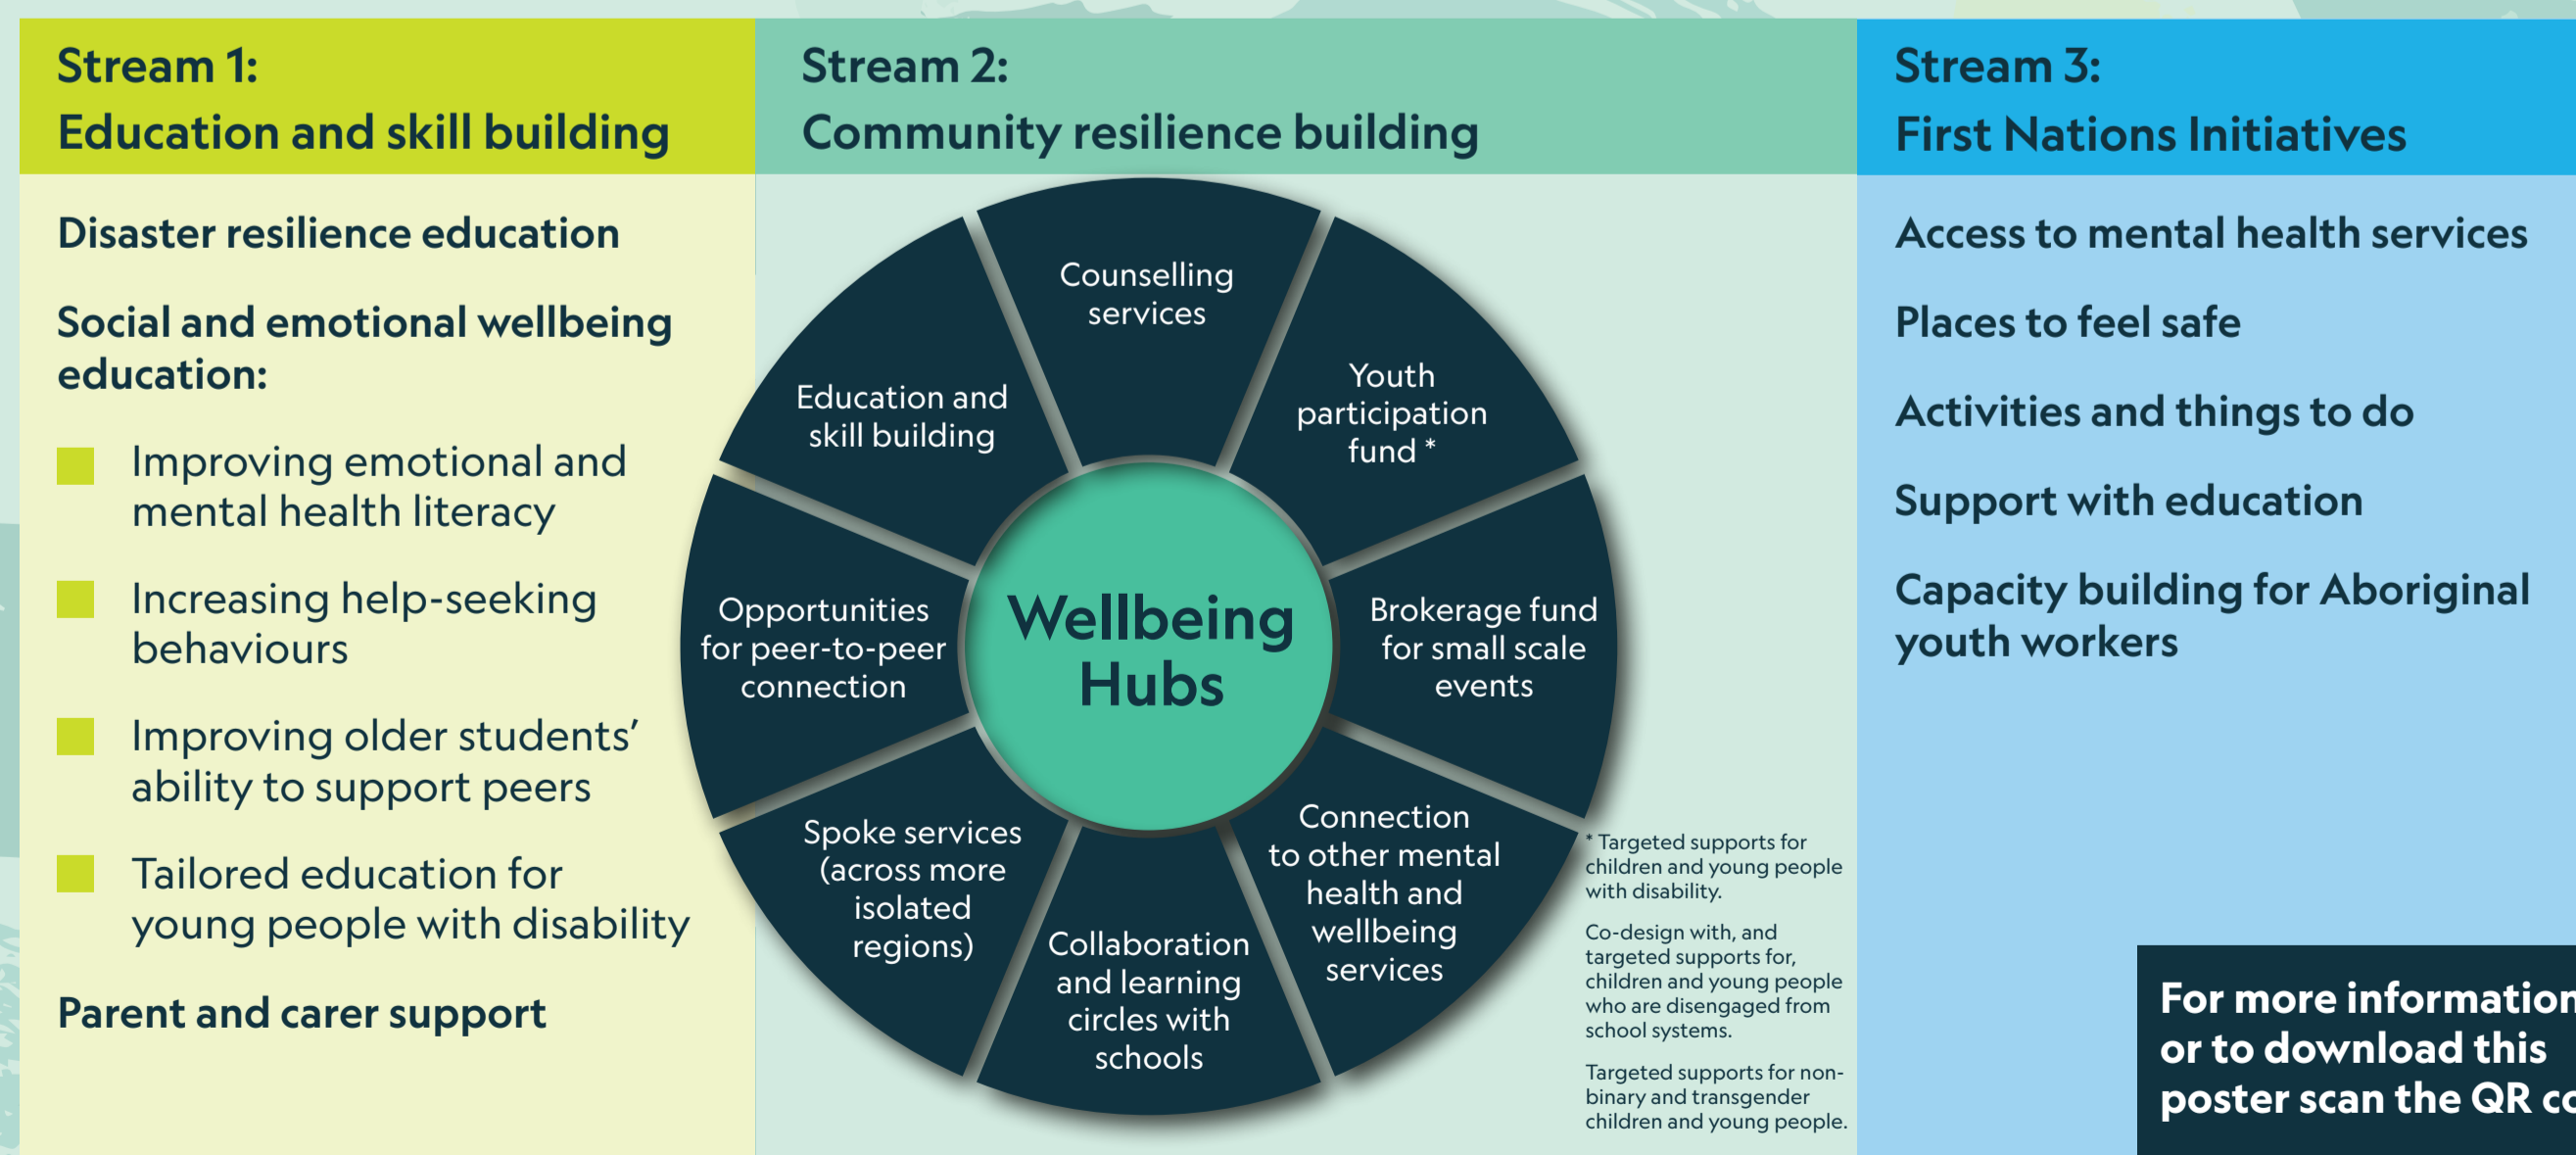 Stream 1:
Education and skill building
Disaster resilience education
Social and emotional wellbeing
education:
Improving emotional and
mental health literacy
Increasing help-seeking
behaviours
Improving older students’
ability to support peers
Tailored education for
young people with disability
Parent and carer support
Stream 2:
Community resilience building
Counselling
services
Youth
participation
fund *
Brokerage fund
for small scale
events
Connection
to other mental
health and
wellbeing
services
Collaboration
and learning
circles with
schools
Spoke services
(across more
isolated
regions)
Opportunities
for peer-to-peer
connection
Education and
skill building
Wellbeing
Hubs
* Targeted supports for
children and young people
with disability.
Co-design with, and
targeted supports for,
children and young people
who are disengaged from
school systems.
Targeted supports for non-
binary and transgender
children and young people.
Stream 3:
First Nations Initiatives
Access to mental health services
Places to feel safe
Activities and things to do
Support with education
Capacity building for Aboriginal
youth workers
For more information
or to download this
poster scan the QR